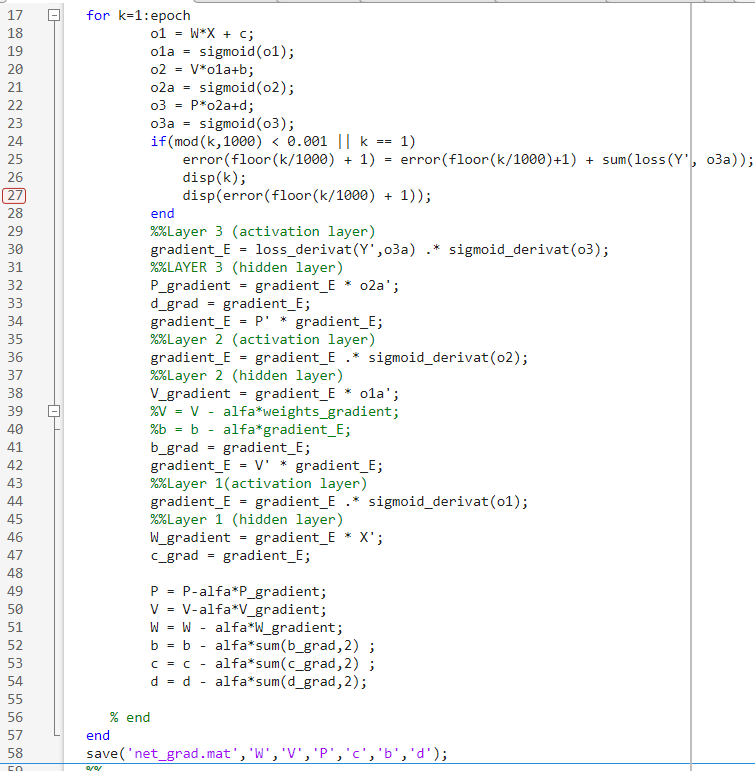 17 for k=1:epoch
18 o1 = W*X + c;
19 o1a = sigmoid(o1);
20 o2 = V*o1a+b;
21 o2a = sigmoid(o2);
22 o3 = P*o2a+d;
23 o3a = sigmoid(o3);
24 if(mod(k,1000) < 0.001 || k == 1)
25 error(floor(k/1000) + 1) = error(floor(k/1000)+1) + sum(loss(Y', o3a));
26 disp(k);
27 disp(error(floor(k/1000) + 1));
28 end
29 %%Layer 3 (activation layer)
30 gradient_E = loss_derivat(Y',o3a) .* sigmoid_derivat(o3);
31 %%LAYER 3 (hidden layer)
32 P_gradient = gradient_E * o2a';
33 d_grad = gradient_E;
34 gradient_E = P' * gradient_E;
35 %%Layer 2 (activation layer)
36 gradient_E = gradient_E .* sigmoid_derivat(o2);
37 %%Layer 2 (hidden layer)
38 V_gradient = gradient_E * o1a';
39 %V = V - alfa*weights_gradient;
40 %b = b - alfa*gradient_E;
41 b_grad = gradient_E;
42 gradient_E = V' * gradient_E;
43 %%Layer 1(activation layer)
44 gradient_E = gradient_E .* sigmoid_derivat(o1);
45 %%Layer 1 (hidden layer)
46 W_gradient = gradient_E * X';
47 c_grad = gradient_E;
48
49 P = P-alfa*P_gradient;
50 V = V-alfa*V_gradient;
51 W = W - alfa*W_gradient;
52 b = b - alfa*sum(b_grad,2) ;
53 c = c - alfa*sum(c_grad,2) ;
54 d = d - alfa*sum(d_grad,2);
55
56 % end
57 end
58 save('net_grad.mat','W','V','P','c','b','d');
59 %%